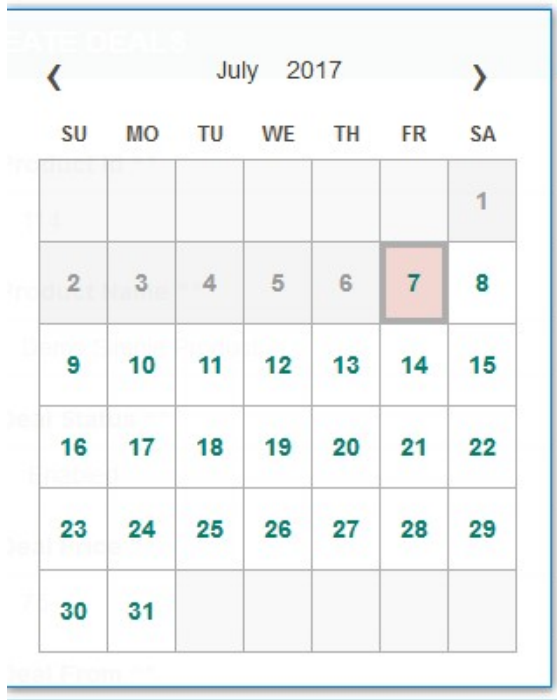 EATE DEALS
❮ July 2017 ❯
SU MO TU WE TH FR SA
1
2 3 4 5 6 7 8
9 10 11 12 13 14 15
16 17 18 19 20 21 22
23 24 25 26 27 28 29
30 31